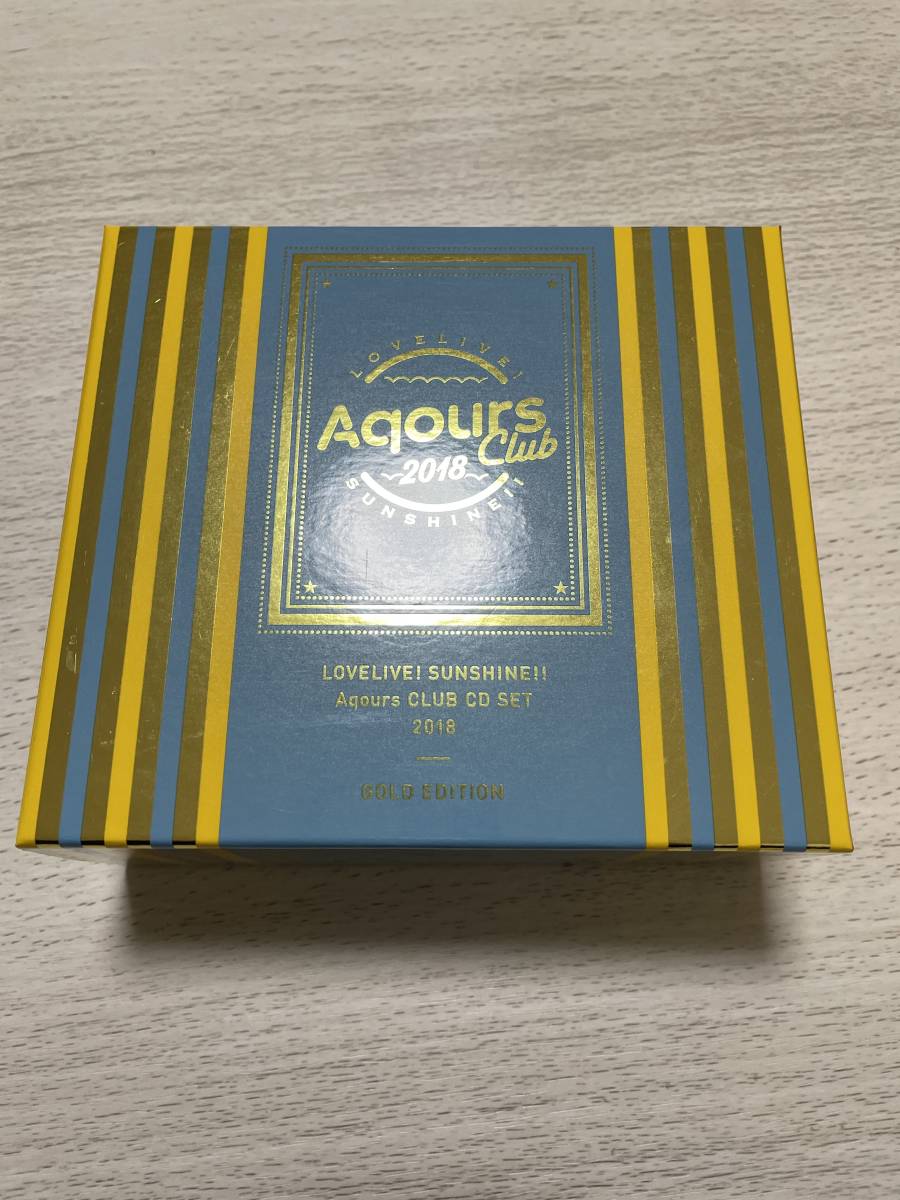 LOVELIVE!
Aqours
Club
2018
SUNSHINE!!
LOVELIVE! SUNSHINE!!
Aqours CLUB CD SET
2018
GOLD EDITION